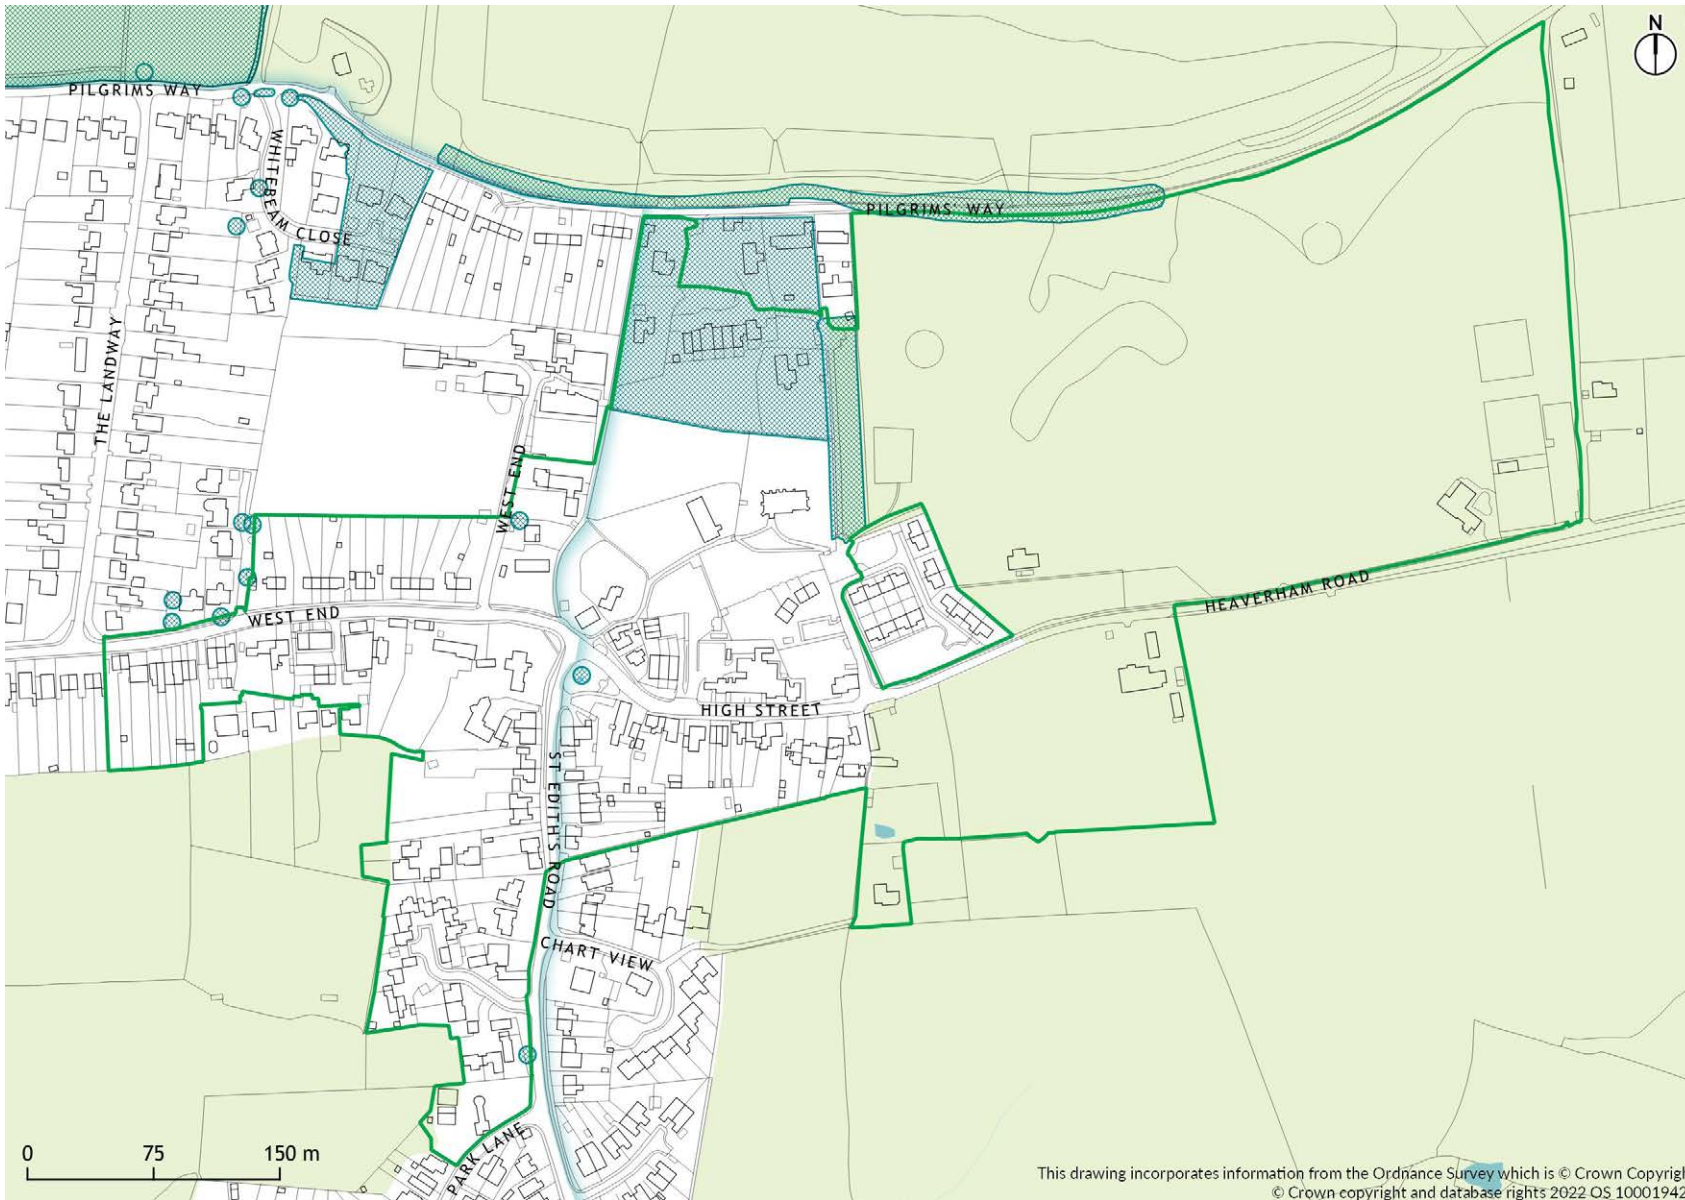 N
PILGRIMS WAY
WHITEBEAM CLOSE
PILGRIMS' WAY
THE LANDWAY
WEST END
WEST END
HEAVERHAM ROAD
HIGH STREET
ST EDITH'S ROAD
CHART VIEW
PARK LANE
0 75 150 m
This drawing incorporates information from the Ordnance Survey which is © Crown Copyrigh
© Crown copyright and database rights 2022 OS 10001942